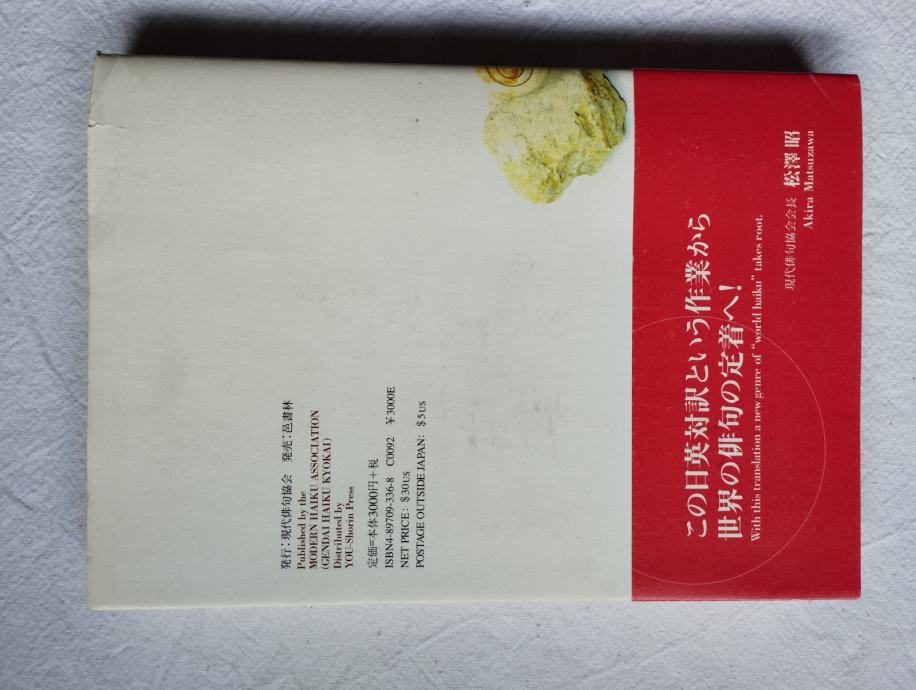 発行：現代俳句協会　発売：邑書林
Published by the
MODERN HAIKU ASSOCIATION
(GENDAI HAIKU KYOKAI)
Distributed by
YOU-Shorin Press
定価=本体3000円+税
ISBN4-89709-336-8　C0092　￥3000E
NET PRICE: $30US
POSTAGE OUTSIDE JAPAN: $5US
この日英対訳という作業から
世界の俳句の定着へ！
With this translation a new genre of "world haiku" takes root.
現代俳句協会会長　松澤 昭
Akira Matsuzawa